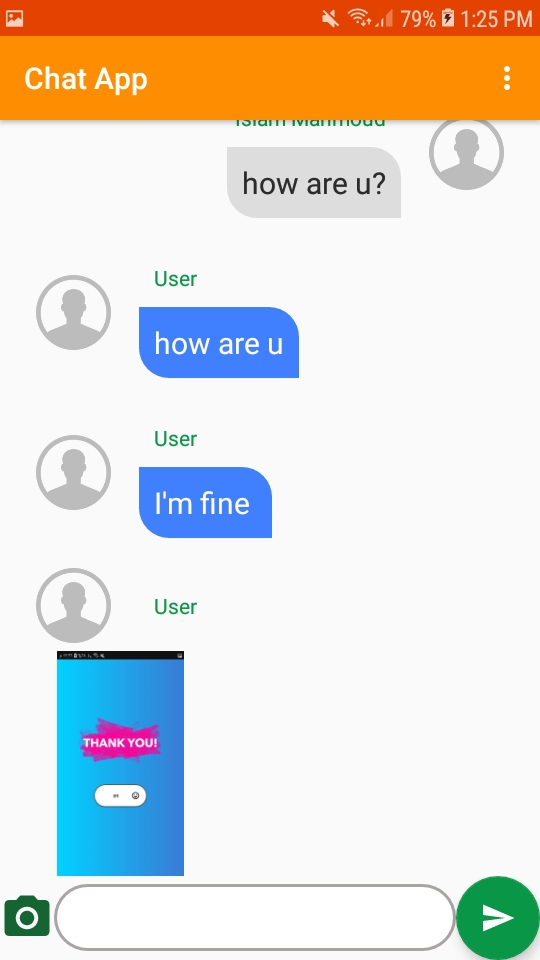 79% 1:25 PM
Chat App
Islam Mahmoud
how are u?
User
how are u
User
I'm fine
User
THANK YOU!